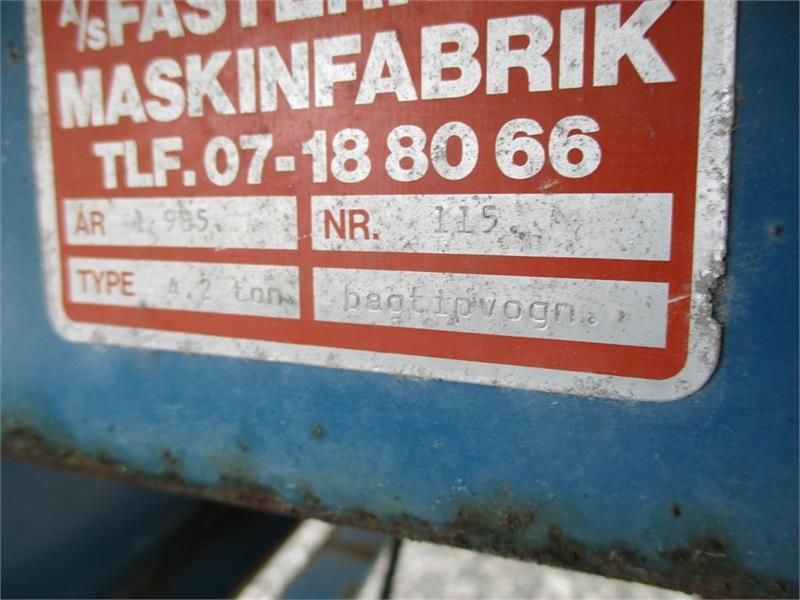 A/S
MASKINFABRIK
TLF. 07-18 80 66
ÅR 1.985. NR. 115.
TYPE 4.2 ton bagtipvogn.